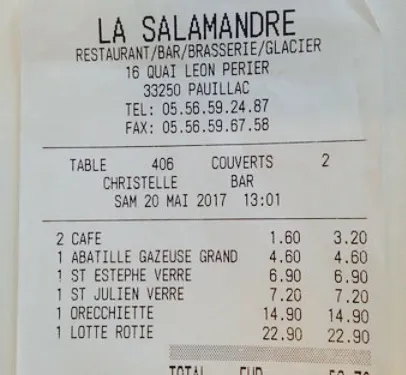 LA SALAMANDRE
RESTAURANT/BAR/BRASSERIE/GLACIER
16 QUAI LEON PERIER
33250 PAUILLAC
TEL: 05.56.59.24.87
FAX: 05.56.59.67.58
TABLE 406 COUVERTS 2
CHRISTELLE BAR
SAM 20 MAI 2017 13:01
2 CAFE 1.60 3.20
1 ABATILLE GAZEUSE GRAND 4.60 4.60
1 ST ESTEPHE VERRE 6.90 6.90
1 ST JULIEN VERRE 7.20 7.20
1 ORECCHIETTE 14.90 14.90
1 LOTTE ROTIE 22.90 22.90
TOTAL EUR